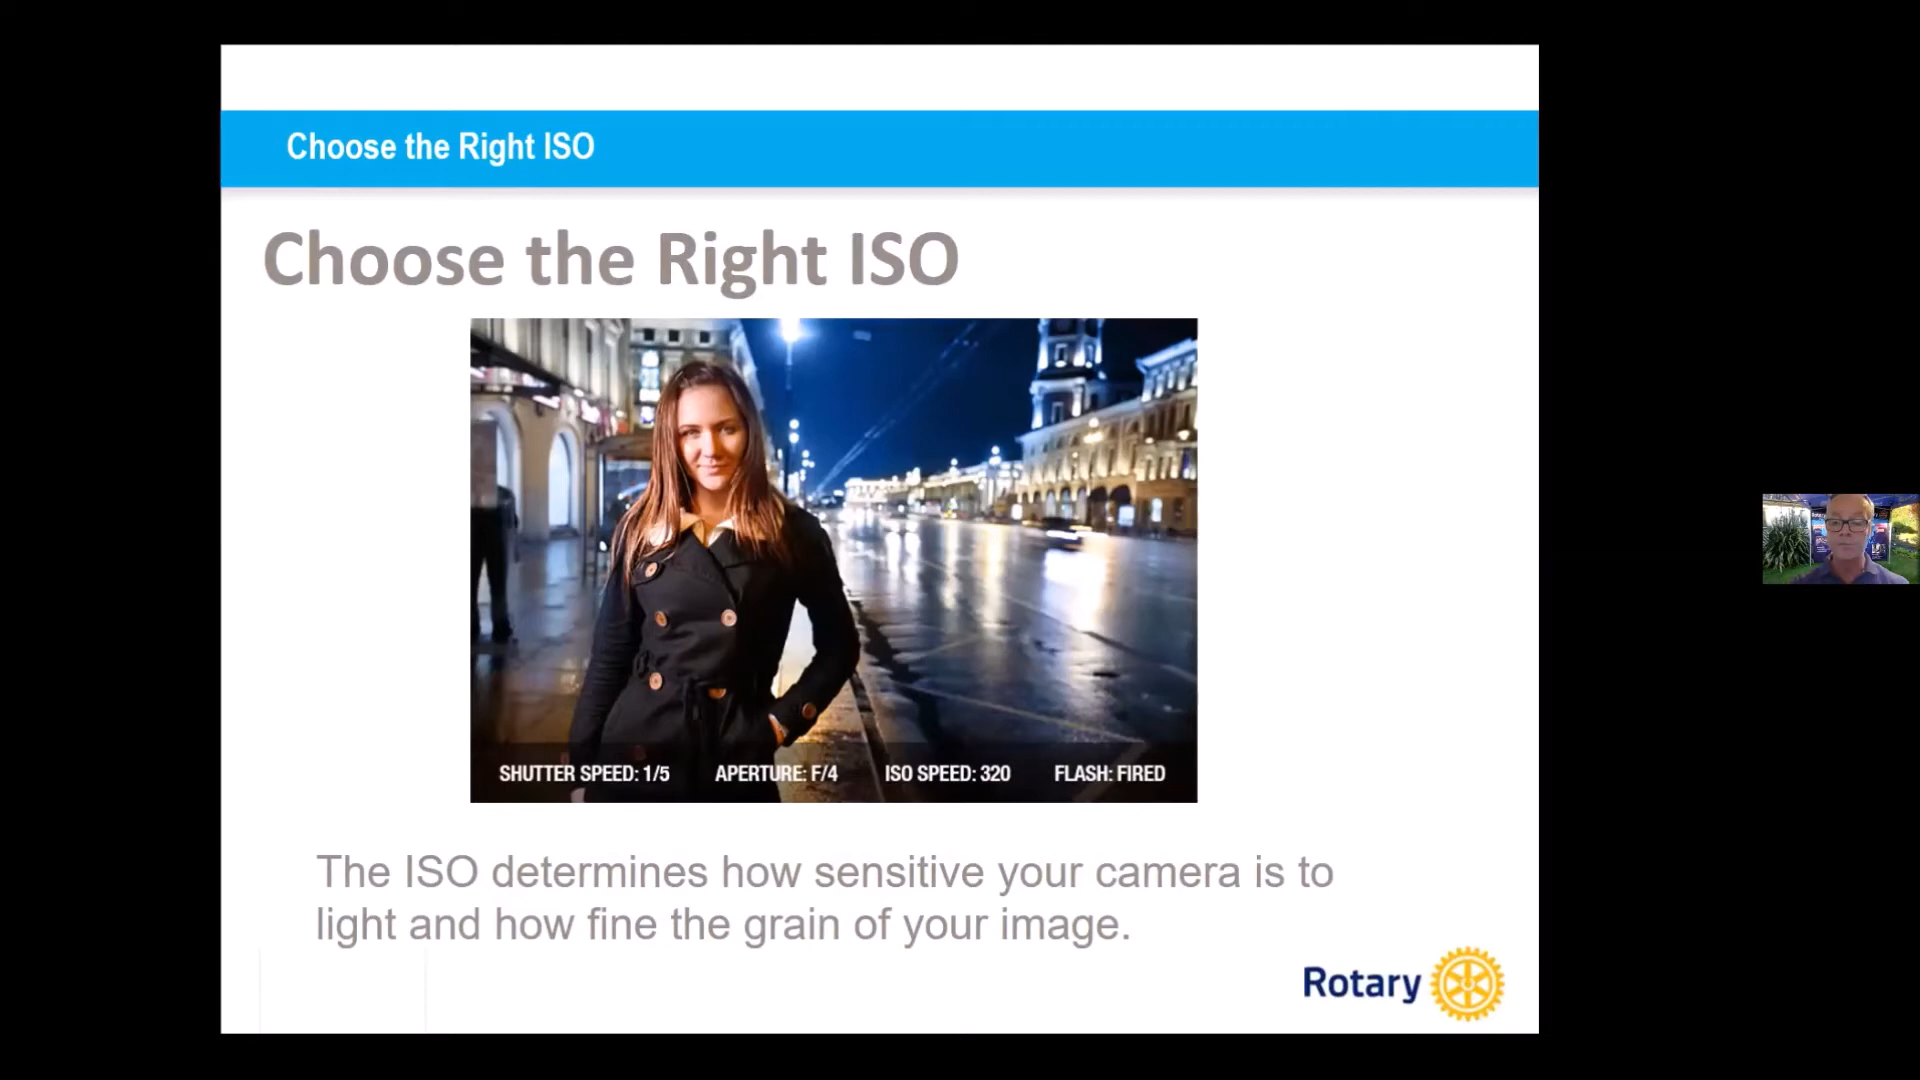 Choose the Right ISO
Choose the Right ISO
SHUTTER SPEED: 1/5 APERTURE: F/4 ISO SPEED: 320 FLASH: FIRED
The ISO determines how sensitive your camera is to
light and how fine the grain of your image.
Rotary